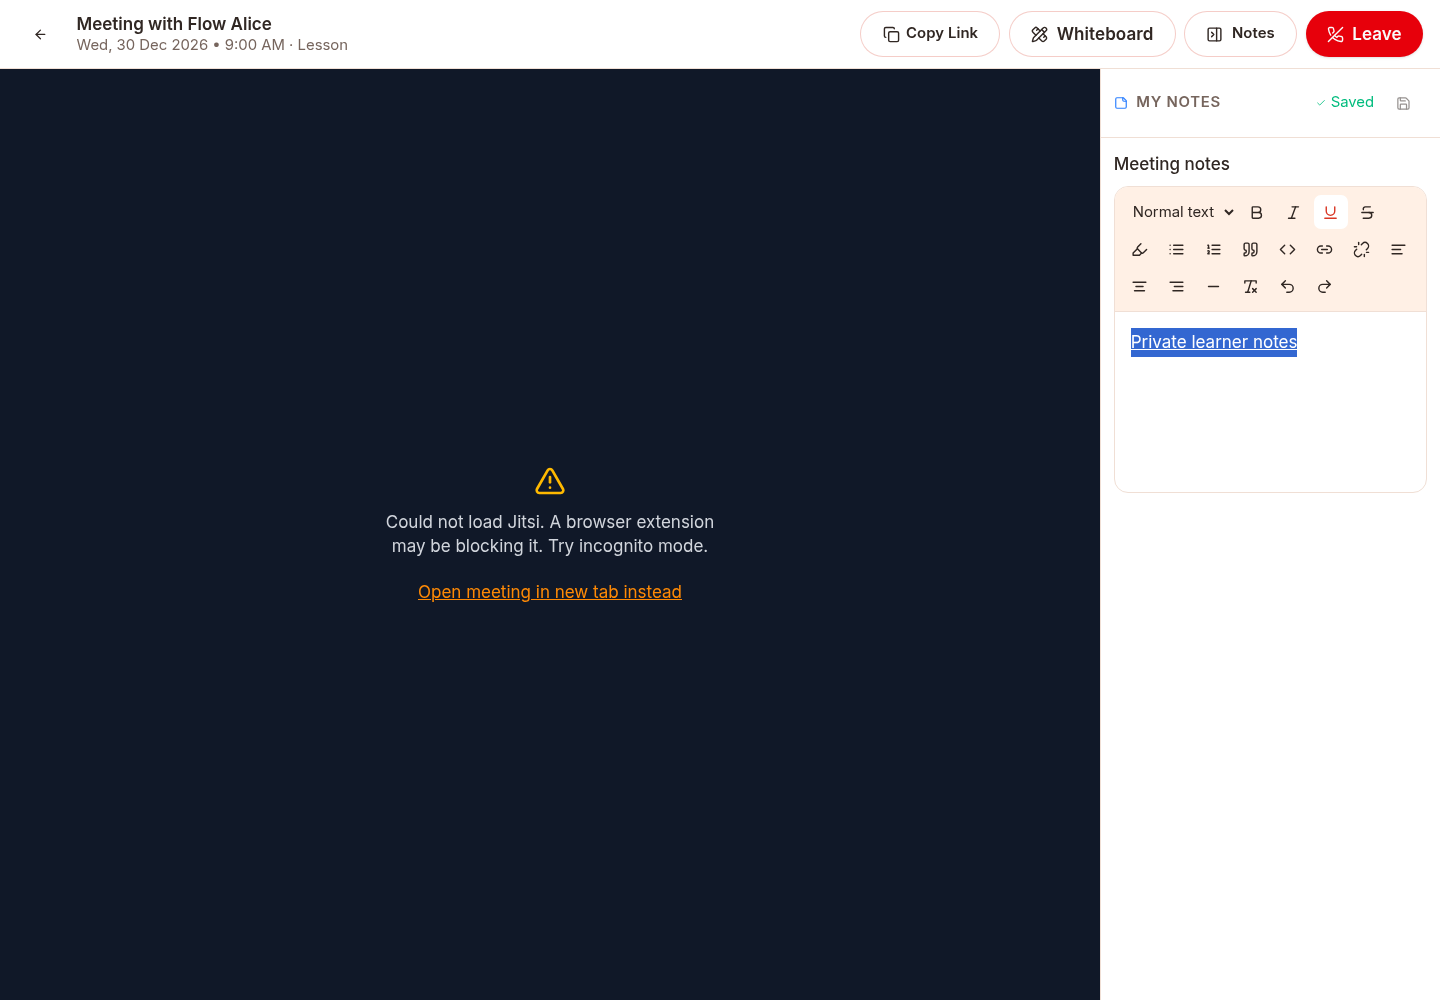 Meeting with Flow Alice
Wed, 30 Dec 2026 • 9:00 AM · Lesson
Copy Link
Whiteboard
Notes
Leave
Could not load Jitsi. A browser extension
may be blocking it. Try incognito mode.
Open meeting in new tab instead
MY NOTES
Saved
Meeting notes
Normal text
Private learner notes